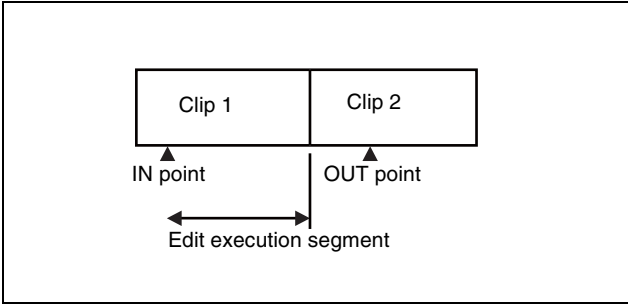 Clip 1
Clip 2
IN point
OUT point
Edit execution segment